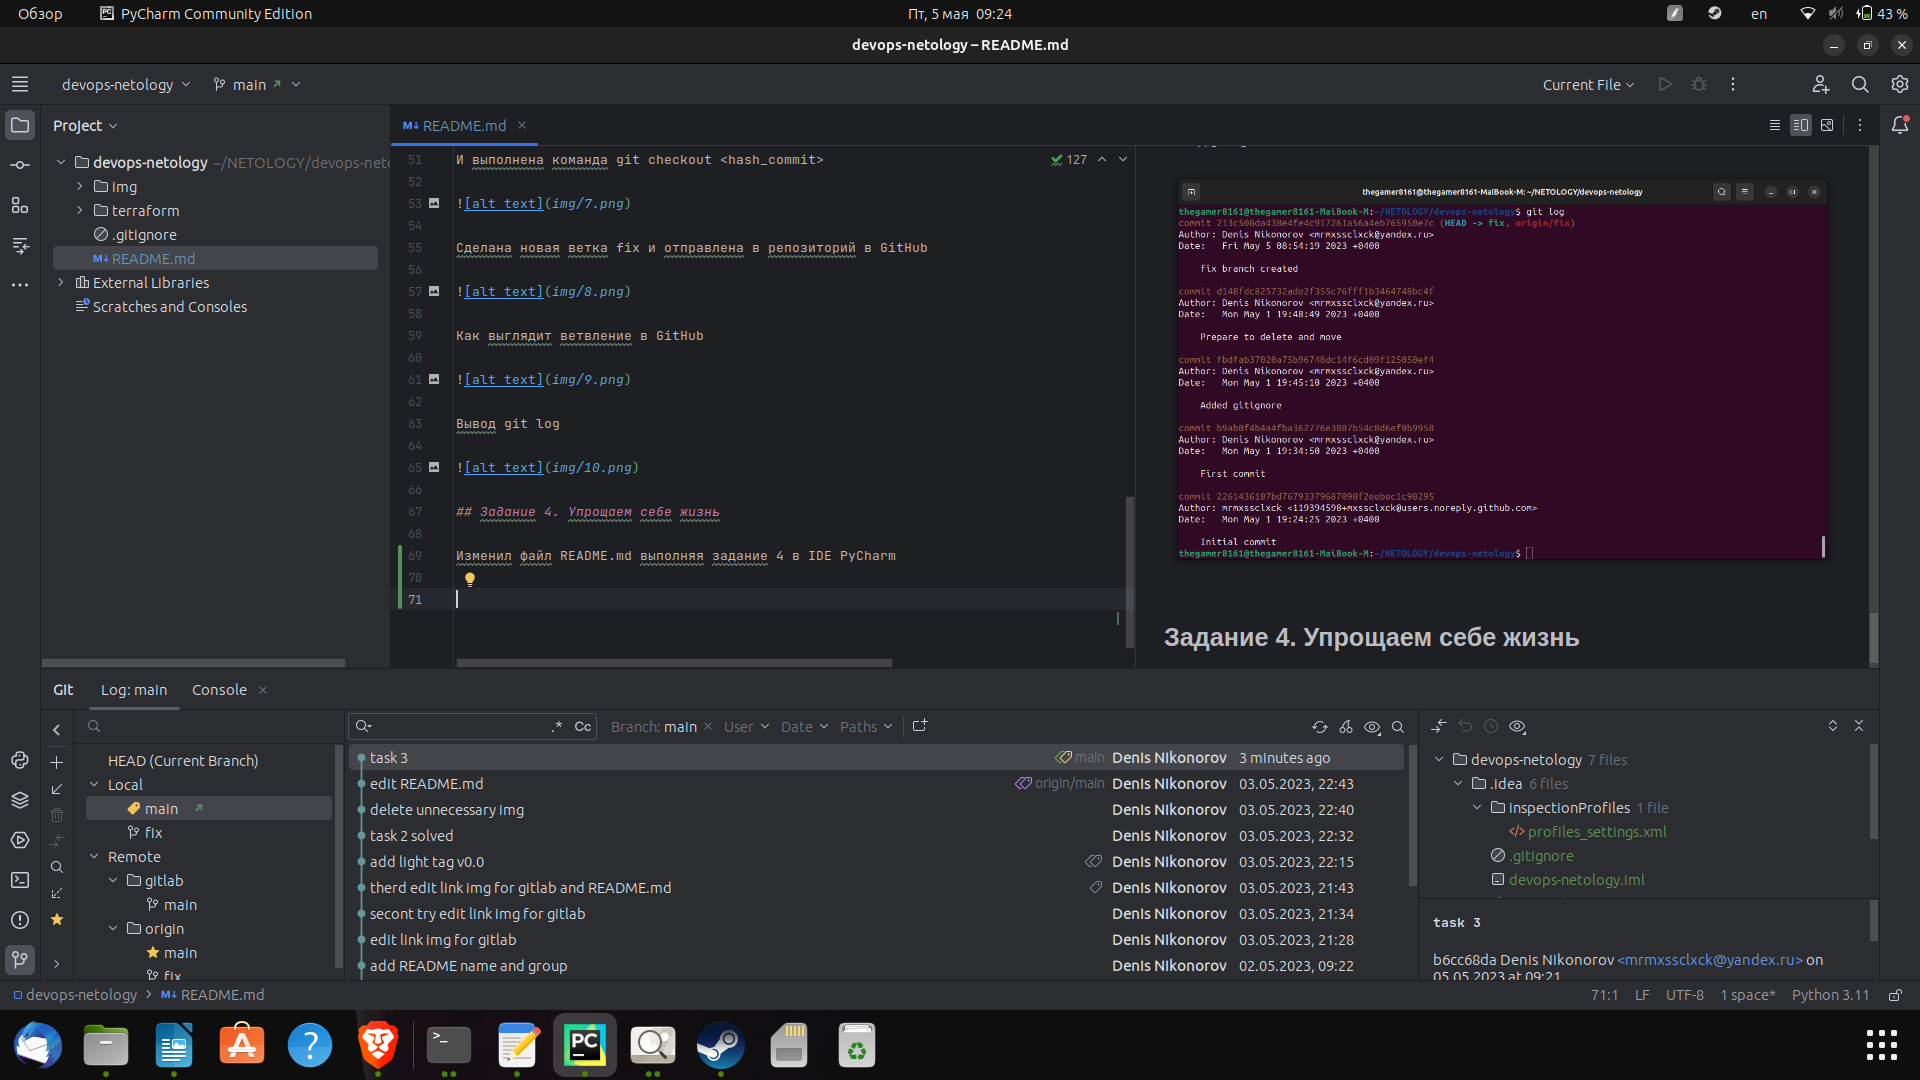 Обзор
PyCharm Community Edition
Пт, 5 мая 09:24
en
43 %
devops-netology – README.md
devops-netology
main
Current File
Project
README.md
devops-netology ~/NETOLOGY/devops-neto
img
terraform
.gitignore
README.md
External Libraries
Scratches and Consoles
127
51 И выполнена команда git checkout <hash_commit>
52
53 ![alt text](img/7.png)
54
55 Сделана новая ветка fix и отправлена в репозиторий в GitHub
56
57 ![alt text](img/8.png)
58
59 Как выглядит ветвление в GitHub
60
61 ![alt text](img/9.png)
62
63 Вывод git log
64
65 ![alt text](img/10.png)
66
67 ## Задание 4. Упрощаем себе жизнь
68
69 Изменил файл README.md выполняя задание 4 в IDE PyCharm
70
71
thegamer8161@thegamer8161-MaiBook-M: ~/NETOLOGY/devops-netology
thegamer8161@thegamer8161-MaiBook-M:~/NETOLOGY/devops-netology$ git log
commit 213c508da438e4fe4c917261a56a4eb765950e7c (HEAD -> fix, origin/fix)
Author: Denis Nikonorov <mrmxssclxck@yandex.ru>
Date: Fri May 5 08:54:19 2023 +0400
fix branch created
commit d148fdc825732ade2f355c76fff1b3464748bc4f
Author: Denis Nikonorov <mrmxssclxck@yandex.ru>
Date: Mon May 1 19:48:49 2023 +0400
Prepare to delete and move
commit fbdfab37020a75b96748dc14f6cd09f125050ef4
Author: Denis Nikonorov <mrmxssclxck@yandex.ru>
Date: Mon May 1 19:45:10 2023 +0400
Added gitignore
commit b9ab0f4b4a4fba362776e3887b54c8d6ef0b9958
Author: Denis Nikonorov <mrmxssclxck@yandex.ru>
Date: Mon May 1 19:34:50 2023 +0400
First commit
commit 2261436107bd76793379687090f2eebec1c90295
Author: mrmxssclxck <119394598+mxssclxck@users.noreply.github.com>
Date: Mon May 1 19:24:25 2023 +0400
Initial commit
thegamer8161@thegamer8161-MaiBook-M:~/NETOLOGY/devops-netology$
Задание 4. Упрощаем себе жизнь
Git
Log: main
Console
.* Cc
Branch: main
User
Date
Paths
HEAD (Current Branch)
Local
main
fix
Remote
gitlab
main
origin
main
fix
task 3 main Denis Nikonorov 3 minutes ago
edit README.md origin/main Denis Nikonorov 03.05.2023, 22:43
delete unnecessary img Denis Nikonorov 03.05.2023, 22:40
task 2 solved Denis Nikonorov 03.05.2023, 22:32
add light tag v0.0 Denis Nikonorov 03.05.2023, 22:15
therd edit link img for gitlab and README.md Denis Nikonorov 03.05.2023, 21:43
secont try edit link img for gitlab Denis Nikonorov 03.05.2023, 21:34
edit link img for gitlab Denis Nikonorov 03.05.2023, 21:28
add README name and group Denis Nikonorov 02.05.2023, 09:22
devops-netology 7 files
.idea 6 files
inspectionProfiles 1 file
profiles_settings.xml
.gitignore
devops-netology.iml
task 3
b6cc68da Denis Nikonorov <mrmxssclxck@yandex.ru> on
05.05.2023 at 09:21
devops-netology > README.md
71:1 LF UTF-8 1 space* Python 3.11
PC